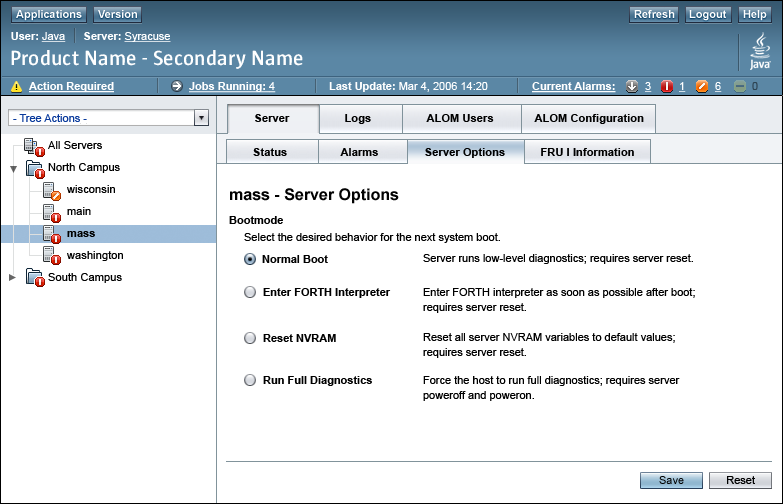 Applications Version Refresh Logout Help
User: Java Server: Syracuse
Product Name - Secondary Name
Java
Action Required Jobs Running: 4 Last Update: Mar 4, 2006 14:20 Current Alarms: 3 1 6 0
- Tree Actions -
Server Logs ALOM Users ALOM Configuration
Status Alarms Server Options FRU I Information
All Servers
North Campus
wisconsin
main
mass
washington
South Campus
mass - Server Options
Bootmode
Select the desired behavior for the next system boot.
Normal Boot Server runs low-level diagnostics; requires server reset.
Enter FORTH Interpreter Enter FORTH interpreter as soon as possible after boot;
requires server reset.
Reset NVRAM Reset all server NVRAM variables to default values;
requires server reset.
Run Full Diagnostics Force the host to run full diagnostics; requires server
poweroff and poweron.
Save Reset